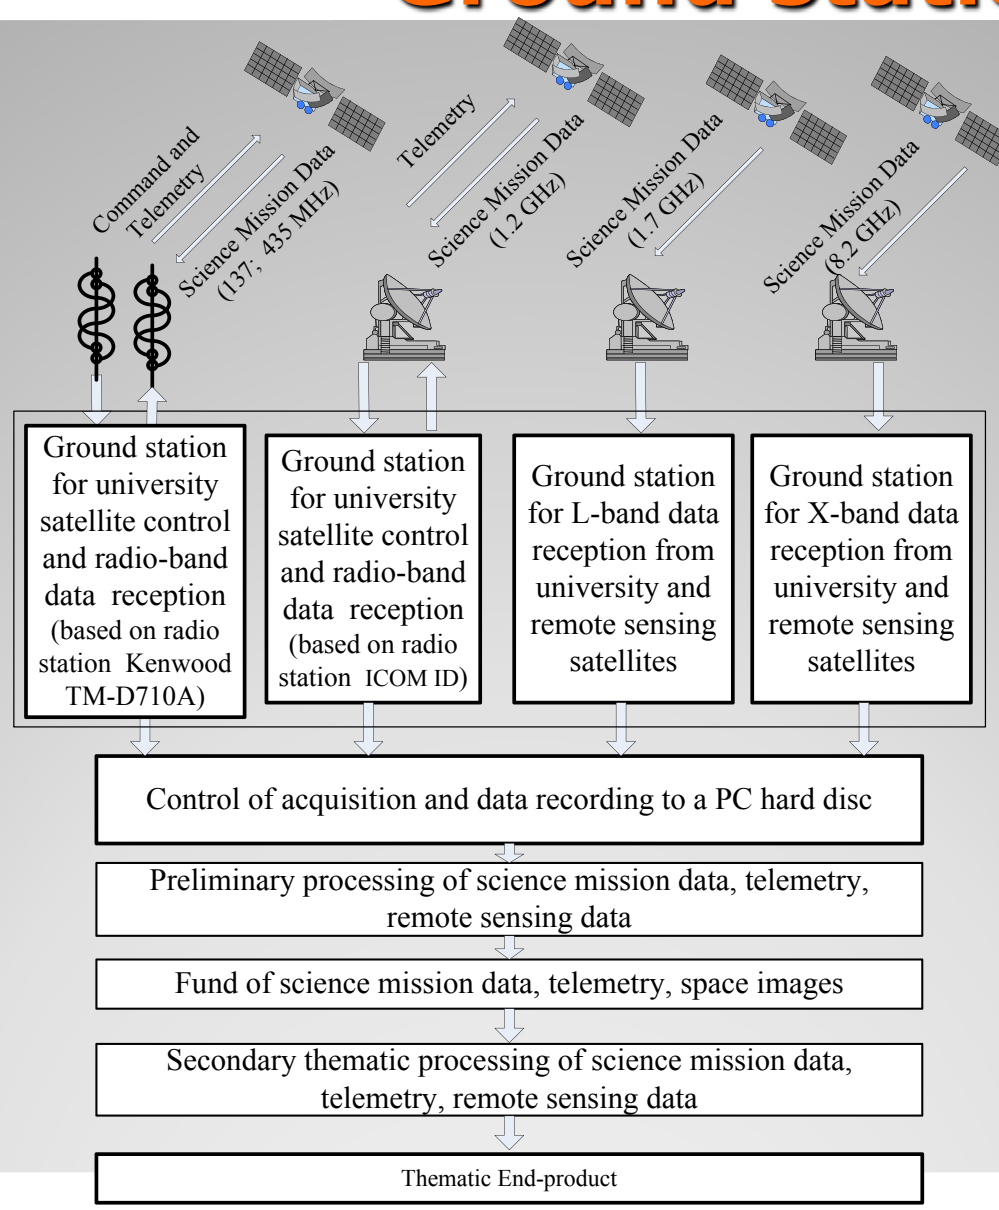 Ground Stati
Command and
Telemetry
Science Mission Data
(137; 435 MHz)
Telemetry
Science Mission Data
(1.2 GHz)
Science Mission Data
(1.7 GHz)
Science Mission Data
(8.2 GHz)
Ground station
for university
satellite control
and radio-band
data reception
(based on radio
station Kenwood
TM-D710A)
Ground station
for university
satellite control
and radio-band
data reception
(based on radio
station ICOM ID)
Ground station
for L-band data
reception from
university and
remote sensing
satellites
Ground station
for X-band data
reception from
university and
remote sensing
satellites
Control of acquisition and data recording to a PC hard disc
Preliminary processing of science mission data, telemetry,
remote sensing data
Fund of science mission data, telemetry, space images
Secondary thematic processing of science mission data,
telemetry, remote sensing data
Thematic End-product